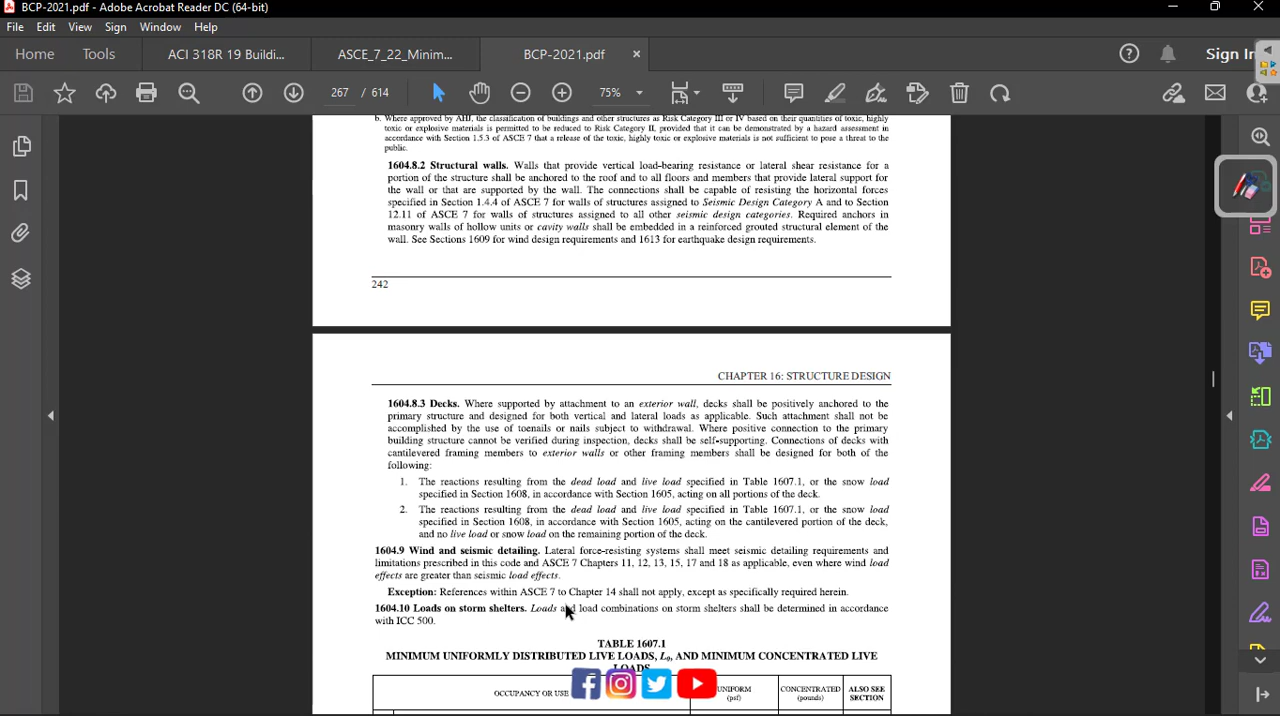 BCP-2021.pdf - Adobe Acrobat Reader DC (64-bit)
File Edit View Sign Window Help
Home Tools ACI 318R 19 Buildi... ASCE_7_22_Minim... BCP-2021.pdf × Sign In
267 / 614 75%
b. Where approved by AHJ, the classification of buildings and other structures as Risk Category III or IV based on their quantities of toxic, highly
toxic or explosive materials is permitted to be reduced to Risk Category II, provided that it can be demonstrated by a hazard assessment in
accordance with Section 1.5.3 of ASCE 7 that a release of the toxic, highly toxic or explosive materials is not sufficient to pose a threat to the
public.
1604.8.2 Structural walls. Walls that provide vertical load-bearing resistance or lateral shear resistance for a
portion of the structure shall be anchored to the roof and to all floors and members that provide lateral support for
the wall or that are supported by the wall. The connections shall be capable of resisting the horizontal forces
specified in Section 1.4.4 of ASCE 7 for walls of structures assigned to Seismic Design Category A and to Section
12.11 of ASCE 7 for walls of structures assigned to all other seismic design categories. Required anchors in
masonry walls of hollow units or cavity walls shall be embedded in a reinforced grouted structural element of the
wall. See Sections 1609 for wind design requirements and 1613 for earthquake design requirements.
242
CHAPTER 16: STRUCTURE DESIGN
1604.8.3 Decks. Where supported by attachment to an exterior wall, decks shall be positively anchored to the
primary structure and designed for both vertical and lateral loads as applicable. Such attachment shall not be
accomplished by the use of toenails or nails subject to withdrawal. Where positive connection to the primary
building structure cannot be verified during inspection, decks shall be self-supporting. Connections of decks with
cantilevered framing members to exterior walls or other framing members shall be designed for both of the
following:
1. The reactions resulting from the dead load and live load specified in Table 1607.1, or the snow load
specified in Section 1608, in accordance with Section 1605, acting on all portions of the deck.
2. The reactions resulting from the dead load and live load specified in Table 1607.1, or the snow load
specified in Section 1608, in accordance with Section 1605, acting on the cantilevered portion of the deck,
and no live load or snow load on the remaining portion of the deck.
1604.9 Wind and seismic detailing. Lateral force-resisting systems shall meet seismic detailing requirements and
limitations prescribed in this code and ASCE 7 Chapters 11, 12, 13, 15, 17 and 18 as applicable, even where wind load
effects are greater than seismic load effects.
Exception: References within ASCE 7 to Chapter 14 shall not apply, except as specifically required herein.
1604.10 Loads on storm shelters. Loads and load combinations on storm shelters shall be determined in accordance
with ICC 500.
TABLE 1607.1
MINIMUM UNIFORMLY DISTRIBUTED LIVE LOADS, L0, AND MINIMUM CONCENTRATED LIVE
LOADS
OCCUPANCY OR USE UNIFORM CONCENTRATED ALSO SEE
(psf) (pounds) SECTION